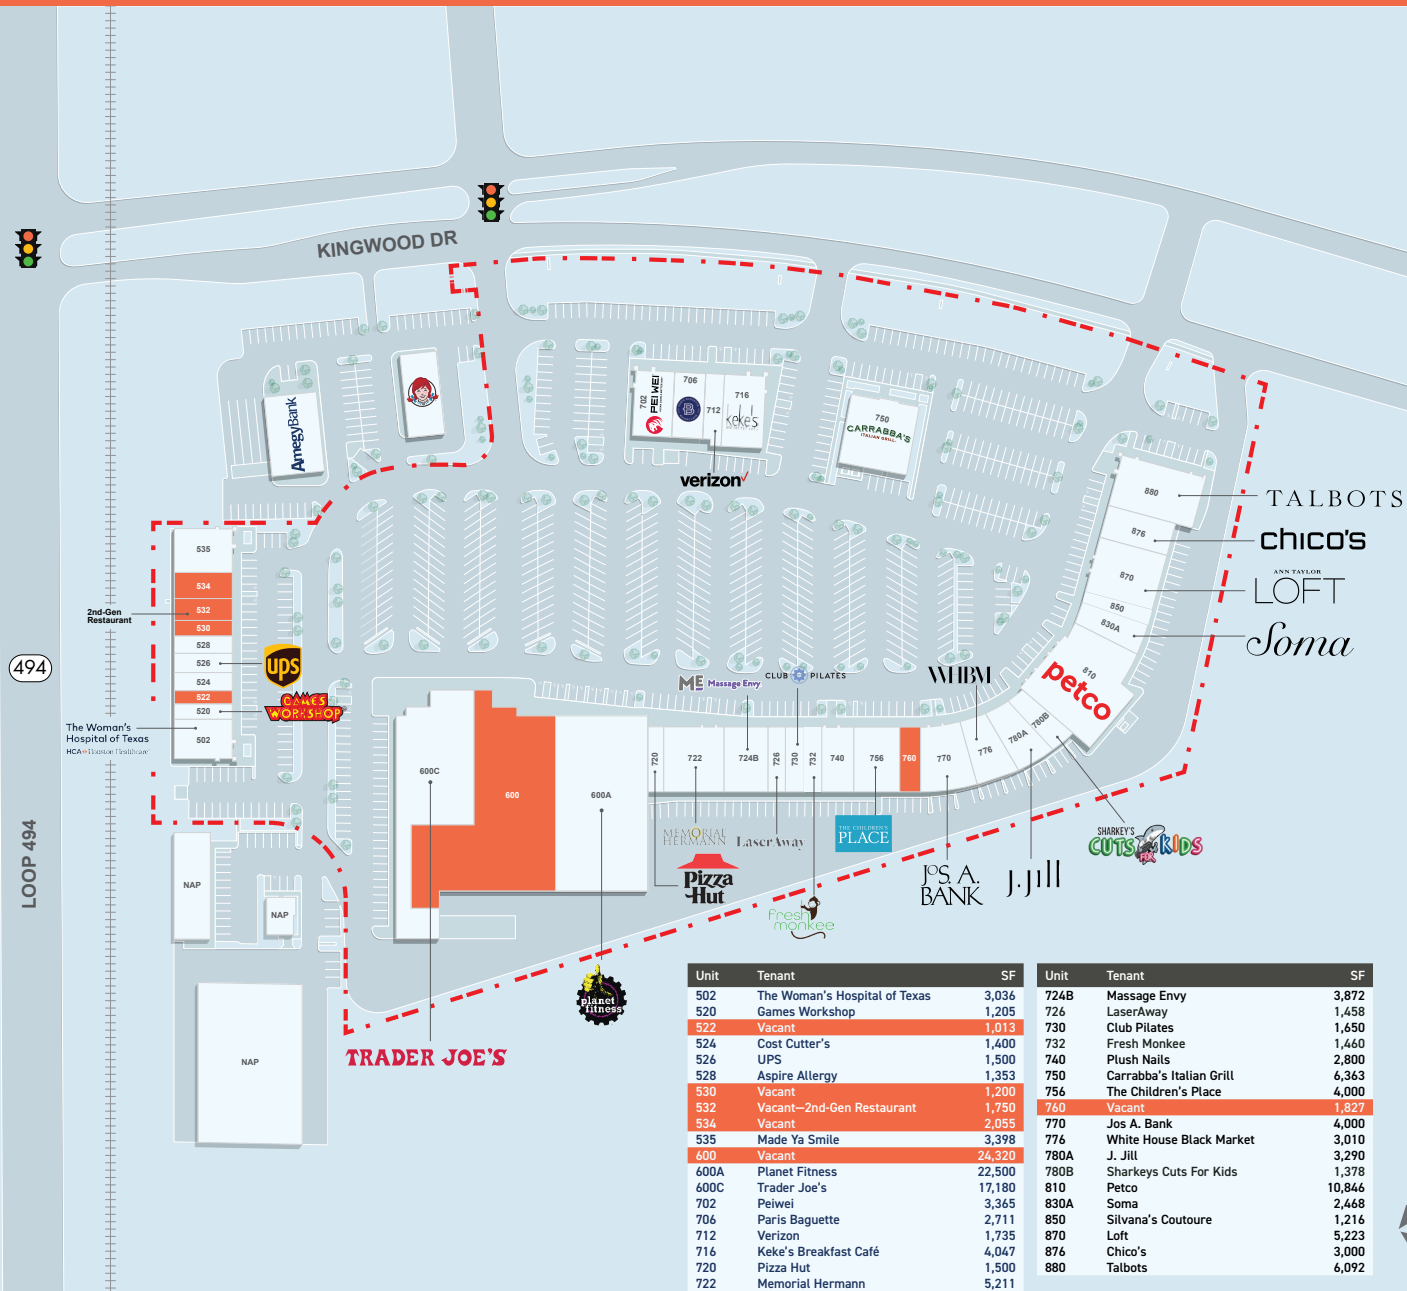 KINGWOOD DR
AmegyBank
702
PEI WEI
706
B
712
716
kekes
verizon
750
CARRABBA'S
ITALIAN GRILL
880
TALBOTS
876
chico's
870
ANN TAYLOR
LOFT
850
830A
Soma
810
petco
535
534
2nd-Gen
Restaurant
532
530
528
526
UPS
524
522
520
GAMES
WORKSHOP
The Woman's
Hospital of Texas
HCA Houston Healthcare
502
494
LOOP 494
NAP
NAP
NAP
600C
600
600A
ME Massage Envy
CLUB PILATES
WHBM
720
722
724B
726
730
732
740
756
760
770
776
780A
780B
MEMORIAL
HERMANN
LaserAway
THE CHILDREN'S
PLACE
Pizza
Hut
fresh
monkee
JOS. A.
BANK
J.Jill
SHARKEY'S
CUTS FOR KIDS
planet
fitness
TRADER JOE'S
Unit Tenant SF
502 The Woman's Hospital of Texas 3,036
520 Games Workshop 1,205
522 Vacant 1,013
524 Cost Cutter's 1,400
526 UPS 1,500
528 Aspire Allergy 1,353
530 Vacant 1,200
532 Vacant—2nd-Gen Restaurant 1,750
534 Vacant 2,055
535 Made Ya Smile 3,398
600 Vacant 24,320
600A Planet Fitness 22,500
600C Trader Joe's 17,180
702 Peiwei 3,365
706 Paris Baguette 2,711
712 Verizon 1,735
716 Keke's Breakfast Café 4,047
720 Pizza Hut 1,500
722 Memorial Hermann 5,211
Unit Tenant SF
724B Massage Envy 3,872
726 LaserAway 1,458
730 Club Pilates 1,650
732 Fresh Monkee 1,460
740 Plush Nails 2,800
750 Carrabba's Italian Grill 6,363
756 The Children's Place 4,000
760 Vacant 1,827
770 Jos A. Bank 4,000
776 White House Black Market 3,010
780A J. Jill 3,290
780B Sharkeys Cuts For Kids 1,378
810 Petco 10,846
830A Soma 2,468
850 Silvana's Coutoure 1,216
870 Loft 5,223
876 Chico's 3,000
880 Talbots 6,092